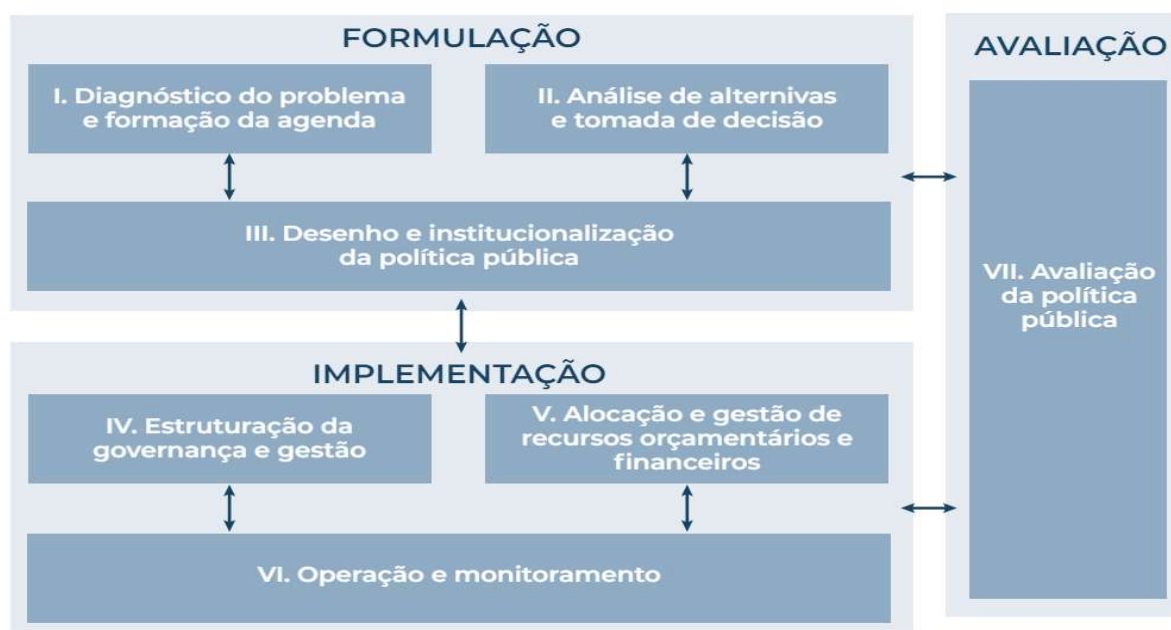 FORMULAÇÃO
I. Diagnóstico do problema
e formação da agenda
II. Análise de alternivas
e tomada de decisão
III. Desenho e institucionalização
da política pública
IMPLEMENTAÇÃO
IV. Estruturação da
governança e gestão
V. Alocação e gestão de
recursos orçamentários e
financeiros
VI. Operação e monitoramento
AVALIAÇÃO
VII. Avaliação
da política
pública